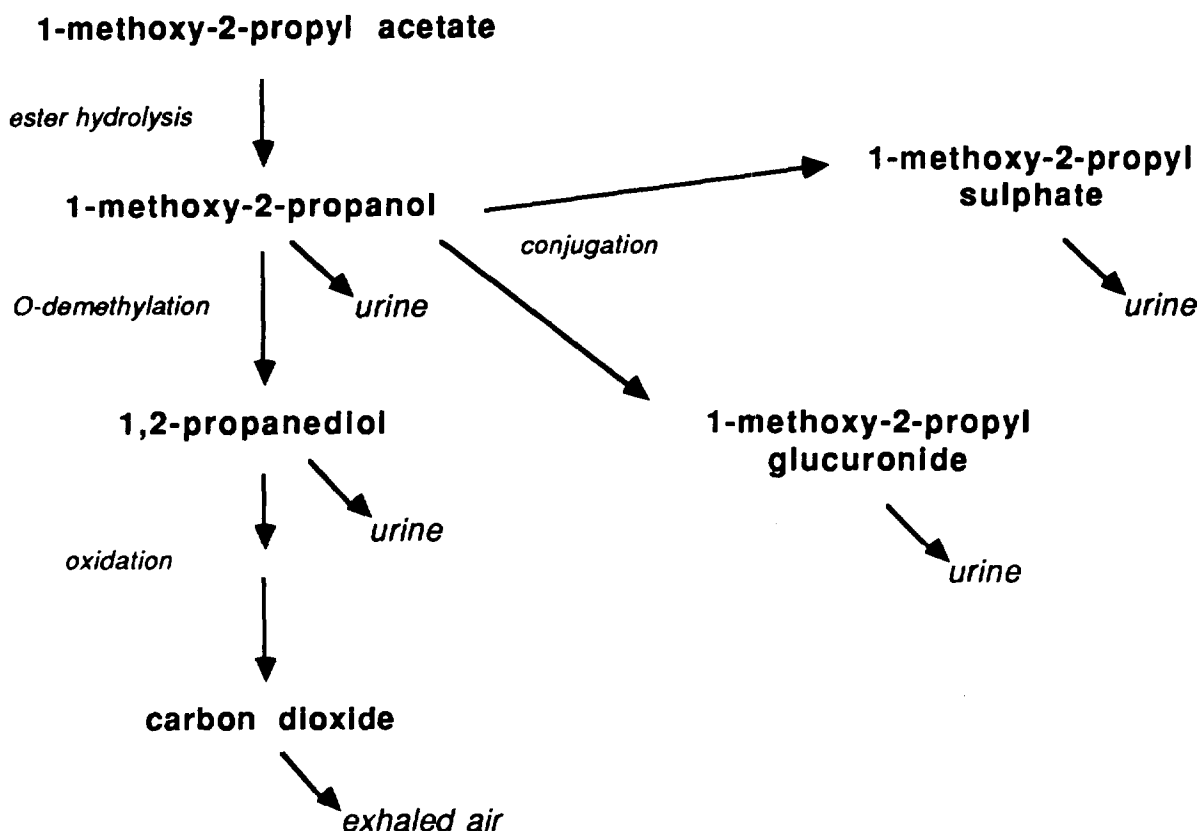 1-methoxy-2-propyl acetate
ester hydrolysis
1-methoxy-2-propanol
conjugation
1-methoxy-2-propyl
sulphate
urine
O-demethylation
urine
1,2-propanediol
1-methoxy-2-propyl
glucuronide
urine
urine
oxidation
carbon dioxide
exhaled air